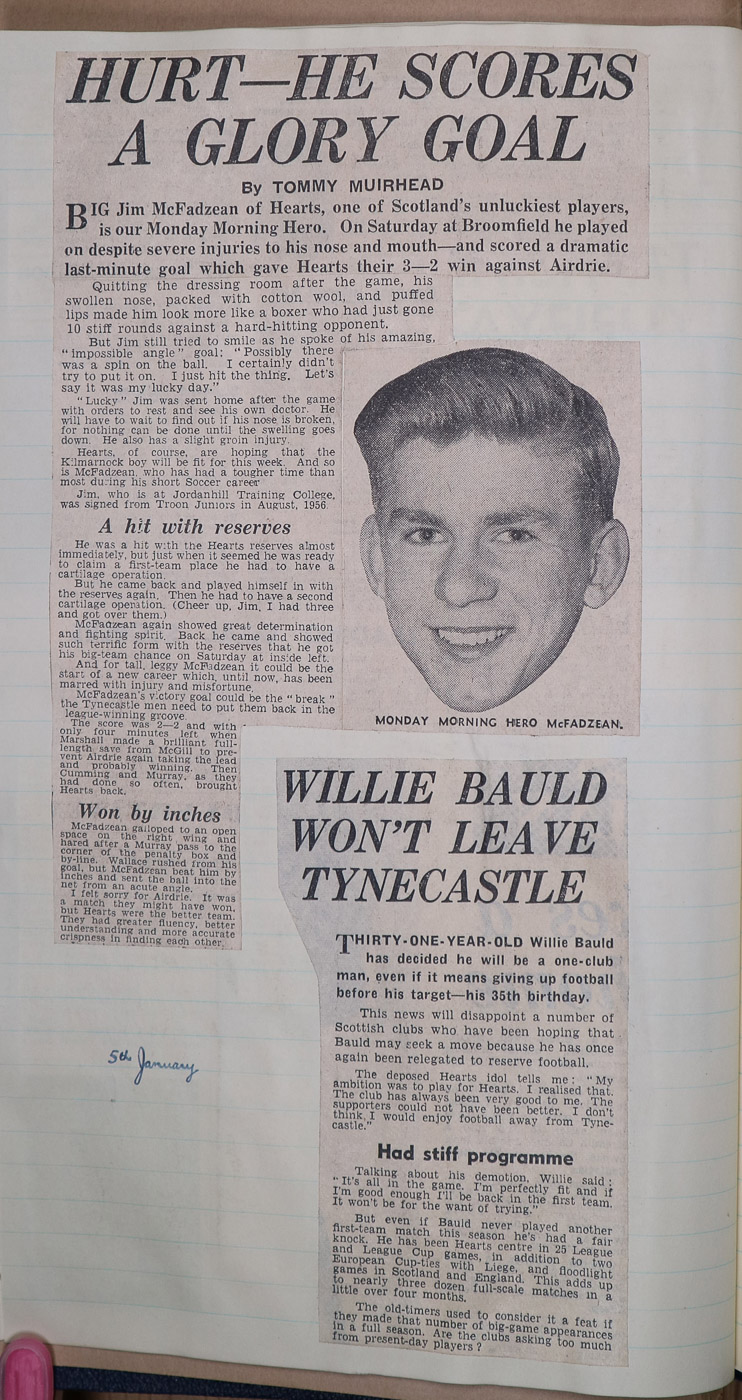 HURT—HE SCORES
A GLORY GOAL
By TOMMY MUIRHEAD
BIG Jim McFadzean of Hearts, one of Scotland's unluckiest players,
is our Monday Morning Hero. On Saturday at Broomfield he played
on despite severe injuries to his nose and mouth—and scored a dramatic
last-minute goal which gave Hearts their 3—2 win against Airdrie.
Quitting the dressing room after the game, his
swollen nose, packed with cotton wool, and puffed
lips made him look more like a boxer who had just gone
10 stiff rounds against a hard-hitting opponent.
But Jim still tried to smile as he spoke of his amazing,
"impossible angle" goal: "Possibly there
was a spin on the ball. I certainly didn't
try to put it on. I just hit the thing. Let's
say it was my lucky day."
"Lucky" Jim was sent home after the game
with orders to rest and see his own doctor. He
will have to wait to find out if his nose is broken,
for nothing can be done until the swelling goes
down. He also has a slight groin injury.
Hearts, of course, are hoping that the
Kilmarnock boy will be fit for this week. And so
is McFadzean, who has had a tougher time than
most during his short Soccer career
Jim, who is at Jordanhill Training College,
was signed from Troon Juniors in August, 1956.
A hit with reserves
He was a hit with the Hearts reserves almost
immediately, but just when it seemed he was ready
to claim a first-team place he had to have a
cartilage operation.
But he came back and played himself in with
the reserves again. Then he had to have a second
cartilage operation. (Cheer up, Jim, I had three
and got over them.)
McFadzean again showed great determination
and fighting spirit. Back he came and showed
such terrific form with the reserves that he got
his big-team chance on Saturday at inside left.
And for tall, leggy McFadzean it could be the
start of a new career which, until now, has been
marred with injury and misfortune.
McFadzean's victory goal could be the "break"
the Tynecastle men need to put them back in the
league-winning groove.
The score was 2—2 and with
only four minutes left when
Marshall made a brilliant full-
length save from McGill to pre-
vent Airdrie again taking the lead
and probably winning. Then
Cumming and Murray, as they
had done so often, brought
Hearts back.
Won by inches
McFadzean galloped to an open
space on the right wing and
hared after a Murray pass to the
corner of the penalty box and
by-line. Wallace rushed from his
goal, but McFadzean beat him by
inches and sent the ball into the
net from an acute angle.
I felt sorry for Airdrie. It was
a match they might have won,
but Hearts were the better team.
They had greater fluency, better
understanding and more accurate
crispness in finding each other.
MONDAY MORNING HERO McFADZEAN.
WILLIE BAULD
WON'T LEAVE
TYNECASTLE
THIRTY-ONE-YEAR-OLD Willie Bauld
has decided he will be a one-club
man, even if it means giving up football
before his target—his 35th birthday.
This news will disappoint a number of
Scottish clubs who have been hoping that
Bauld may seek a move because he has once
again been relegated to reserve football.
The deposed Hearts idol tells me: "My
ambition was to play for Hearts. I realised that.
The club has always been very good to me. The
supporters could not have been better. I don't
think I would enjoy football away from Tyne-
castle."
Had stiff programme
Talking about his demotion, Willie said:
"It's all in the game. I'm perfectly fit and if
I'm good enough I'll be back in the first team.
It won't be for the want of trying."
But even if Bauld never played another
first-team match this season he's had a fair
knock. He has been Hearts centre in 25 League
and League Cup games, in addition to two
European Cup-ties with Liege, and floodlight
games in Scotland and England. This adds up
to nearly three dozen full-scale matches in a
little over four months.
The old-timers used to consider it a feat if
they made that number of big-game appearances
in a full season. Are the clubs asking too much
from present-day players?
5th January